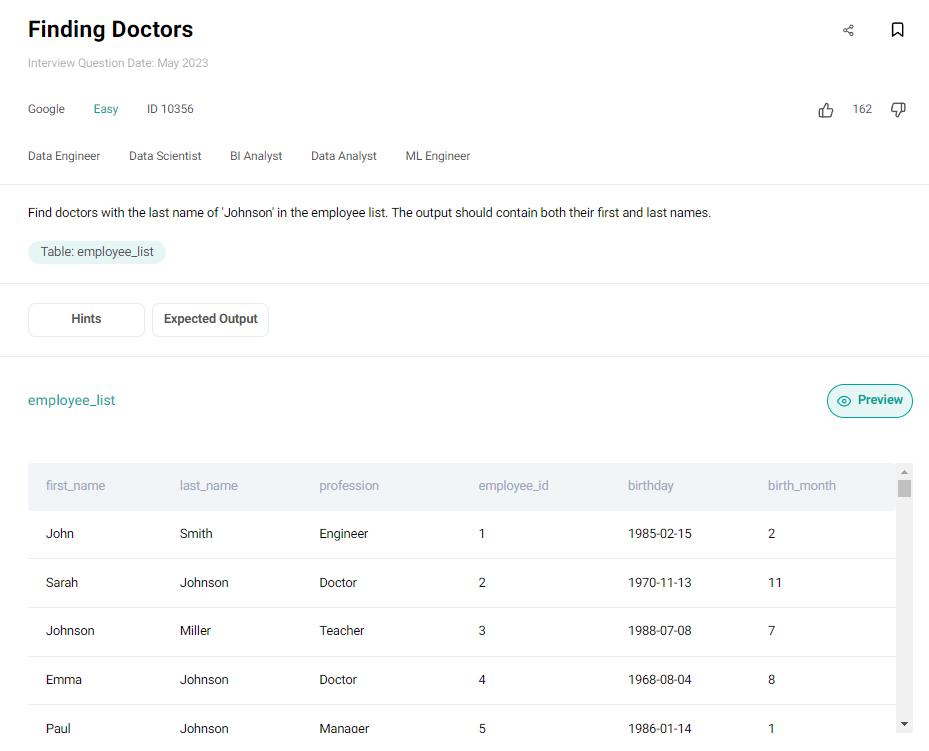 Finding Doctors
Interview Question Date: May 2023
Google Easy ID 10356 162
Data Engineer Data Scientist BI Analyst Data Analyst ML Engineer
Find doctors with the last name of 'Johnson' in the employee list. The output should contain both their first and last names.
Table: employee_list
Hints Expected Output
employee_list Preview
first_name last_name profession employee_id birthday birth_month
John Smith Engineer 1 1985-02-15 2
Sarah Johnson Doctor 2 1970-11-13 11
Johnson Miller Teacher 3 1988-07-08 7
Emma Johnson Doctor 4 1968-08-04 8
Paul Johnson Manager 5 1986-01-14 1